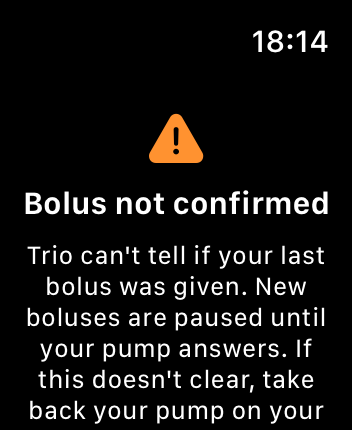 18:14
Bolus not confirmed
Trio can't tell if your last
bolus was given. New
boluses are paused until
your pump answers. If
this doesn't clear, take
back your pump on your